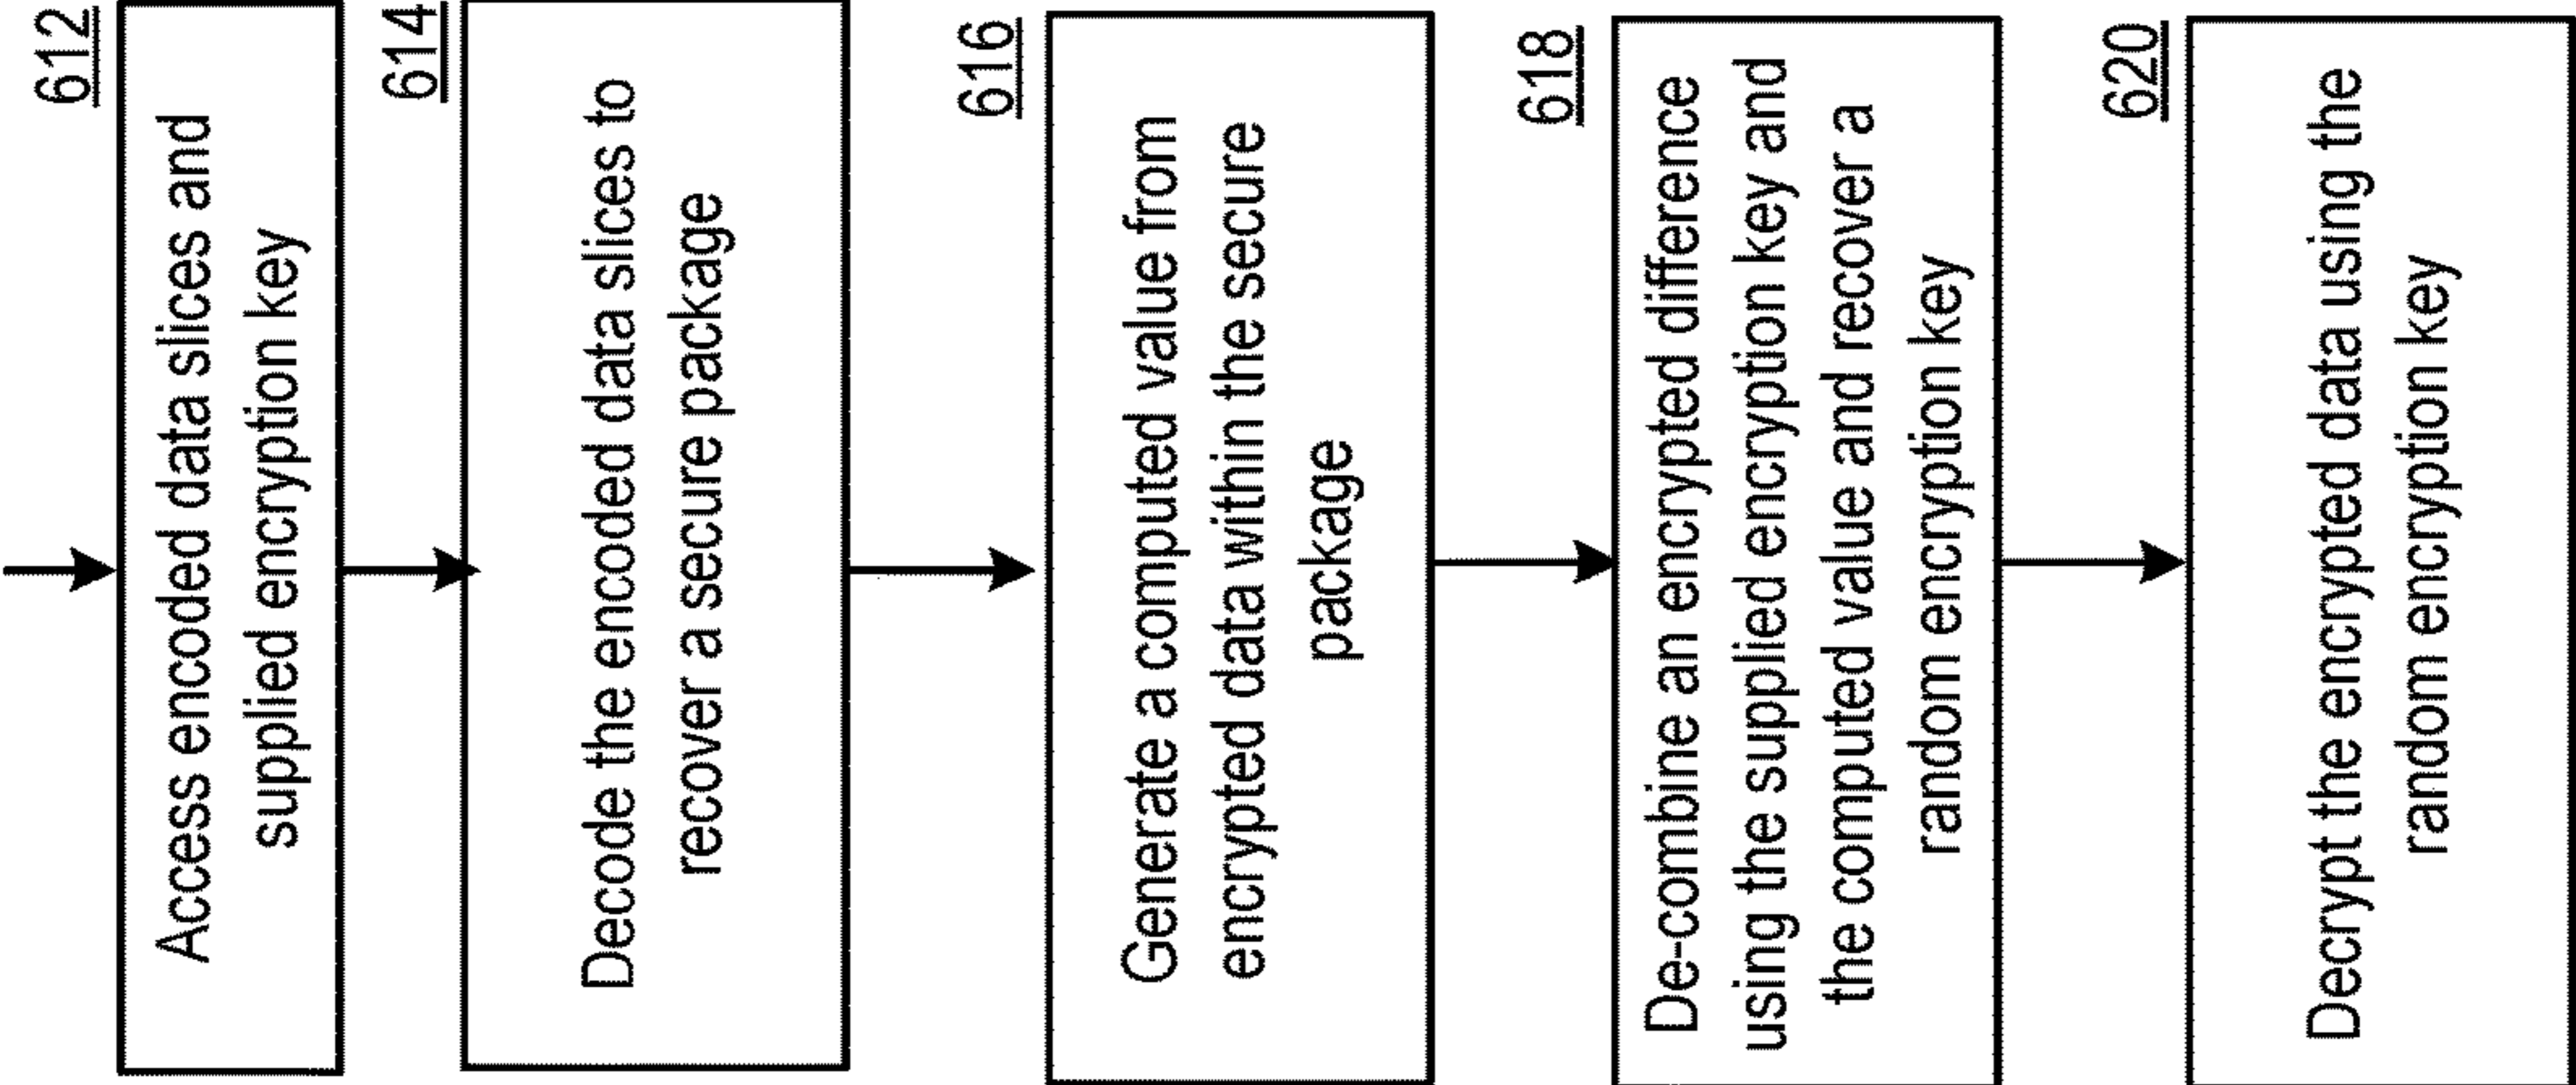 612
Access encoded data slices and
supplied encryption key
614
Decode the encoded data slices to
recover a secure package
616
Generate a computed value from
encrypted data within the secure
package
618
De-combine an encrypted difference
using the supplied encryption key and
the computed value and recover a
random encryption key
620
Decrypt the encrypted data using the
random encryption key